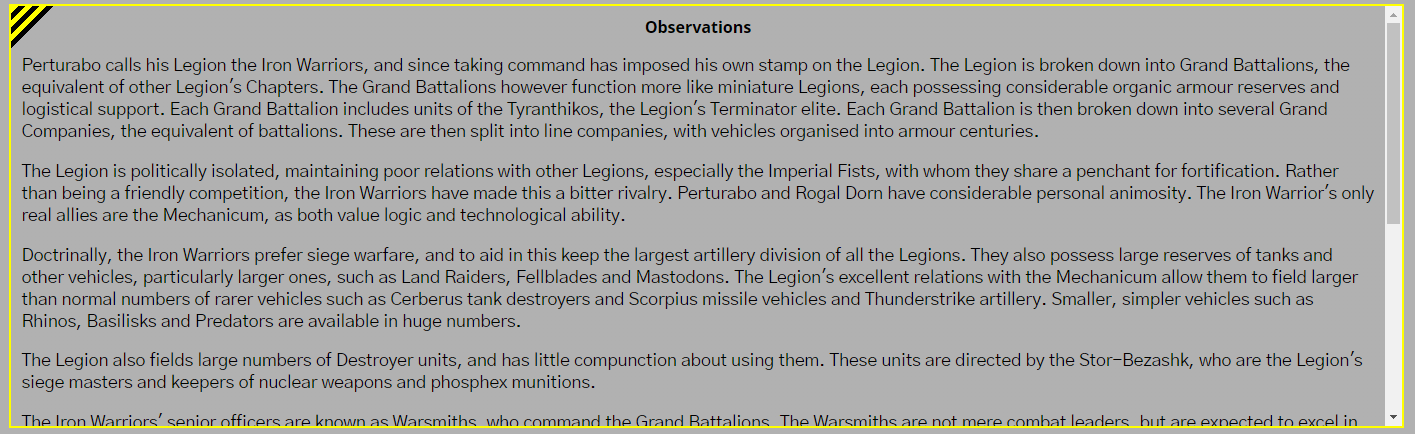 Observations
Perturabo calls his Legion the Iron Warriors, and since taking command has imposed his own stamp on the Legion. The Legion is broken down into Grand Battalions, the
equivalent of other Legion's Chapters. The Grand Battalions however function more like miniature Legions, each possessing considerable organic armour reserves and
logistical support. Each Grand Battalion includes units of the Tyranthikos, the Legion's Terminator elite. Each Grand Battalion is then broken down into several Grand
Companies, the equivalent of battalions. These are then split into line companies, with vehicles organised into armour centuries.
The Legion is politically isolated, maintaining poor relations with other Legions, especially the Imperial Fists, with whom they share a penchant for fortification. Rather
than being a friendly competition, the Iron Warriors have made this a bitter rivalry. Perturabo and Rogal Dorn have considerable personal animosity. The Iron Warrior's only
real allies are the Mechanicum, as both value logic and technological ability.
Doctrinally, the Iron Warriors prefer siege warfare, and to aid in this keep the largest artillery division of all the Legions. They also possess large reserves of tanks and
other vehicles, particularly larger ones, such as Land Raiders, Fellblades and Mastodons. The Legion's excellent relations with the Mechanicum allow them to field larger
than normal numbers of rarer vehicles such as Cerberus tank destroyers and Scorpius missile vehicles and Thunderstrike artillery. Smaller, simpler vehicles such as
Rhinos, Basilisks and Predators are available in huge numbers.
The Legion also fields large numbers of Destroyer units, and has little compunction about using them. These units are directed by the Stor-Bezashk, who are the Legion's
siege masters and keepers of nuclear weapons and phosphex munitions.
The Iron Warriors' senior officers are known as Warsmiths, who command the Grand Battalions. The Warsmiths are not mere combat leaders, but are expected to excel in